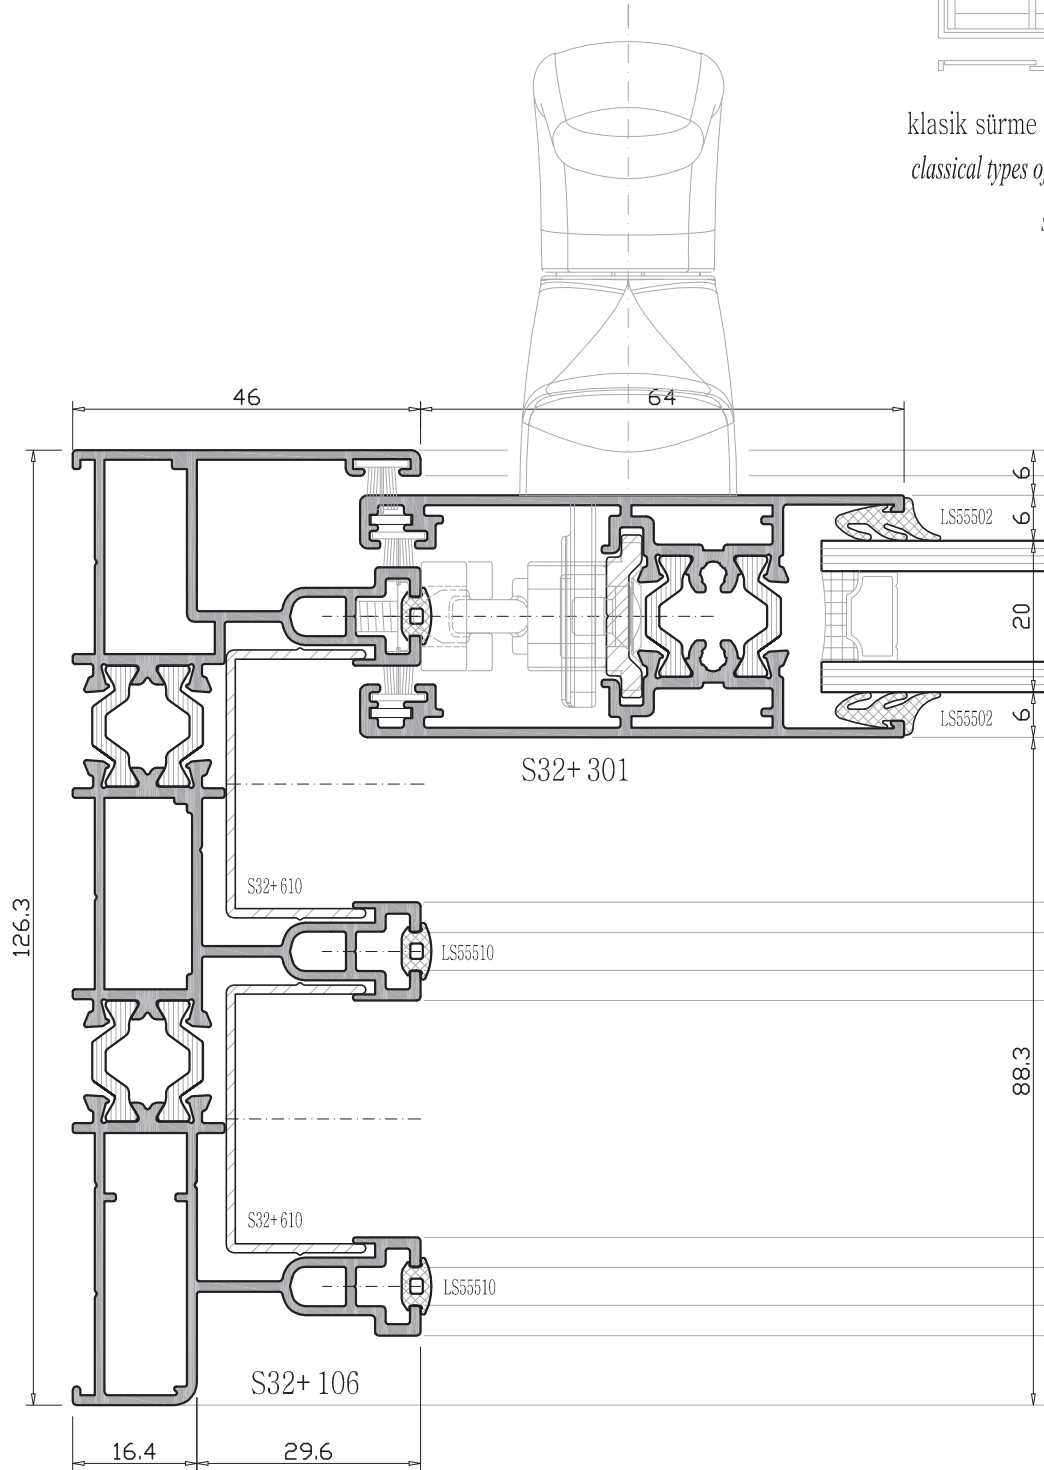 klasik sürme
classical types of
s
46
64
6
LS55502
6
20
LS55502
6
S32+301
S32+610
126.3
LS55510
88.3
S32+610
LS55510
S32+106
16.4
29.6